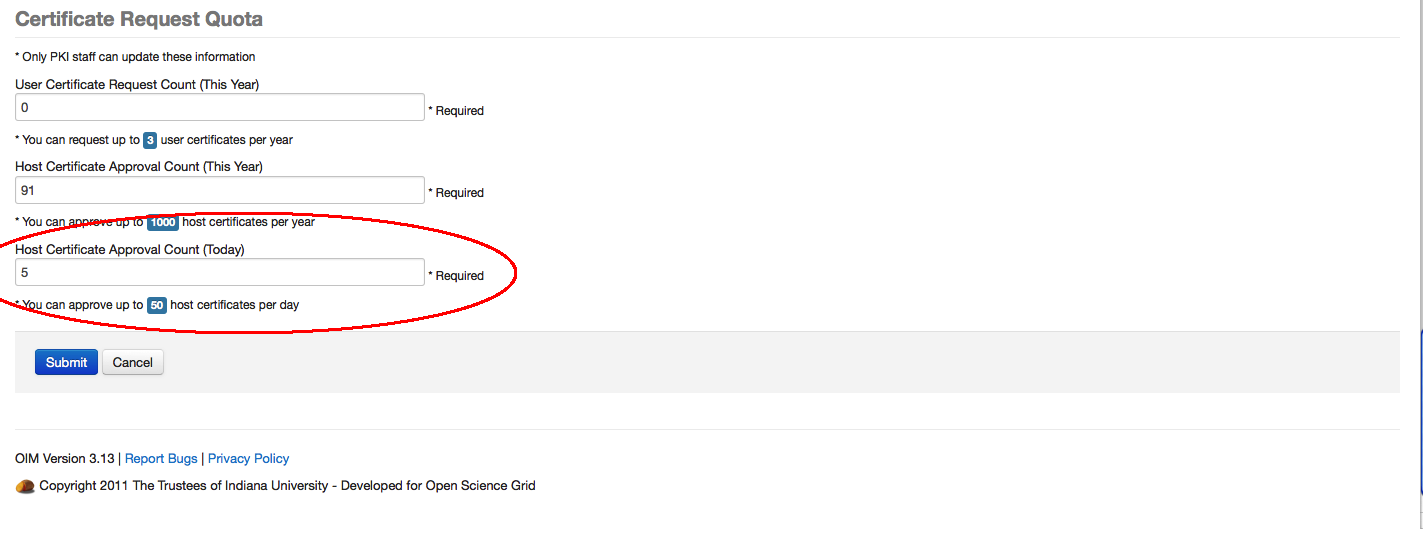 Certificate Request Quota
* Only PKI staff can update these information
User Certificate Request Count (This Year)
0 * Required
* You can request up to 3 user certificates per year
Host Certificate Approval Count (This Year)
91 * Required
* You can approve up to 1000 host certificates per year
Host Certificate Approval Count (Today)
5 * Required
* You can approve up to 50 host certificates per day
Submit Cancel
OIM Version 3.13 | Report Bugs | Privacy Policy
Copyright 2011 The Trustees of Indiana University - Developed for Open Science Grid